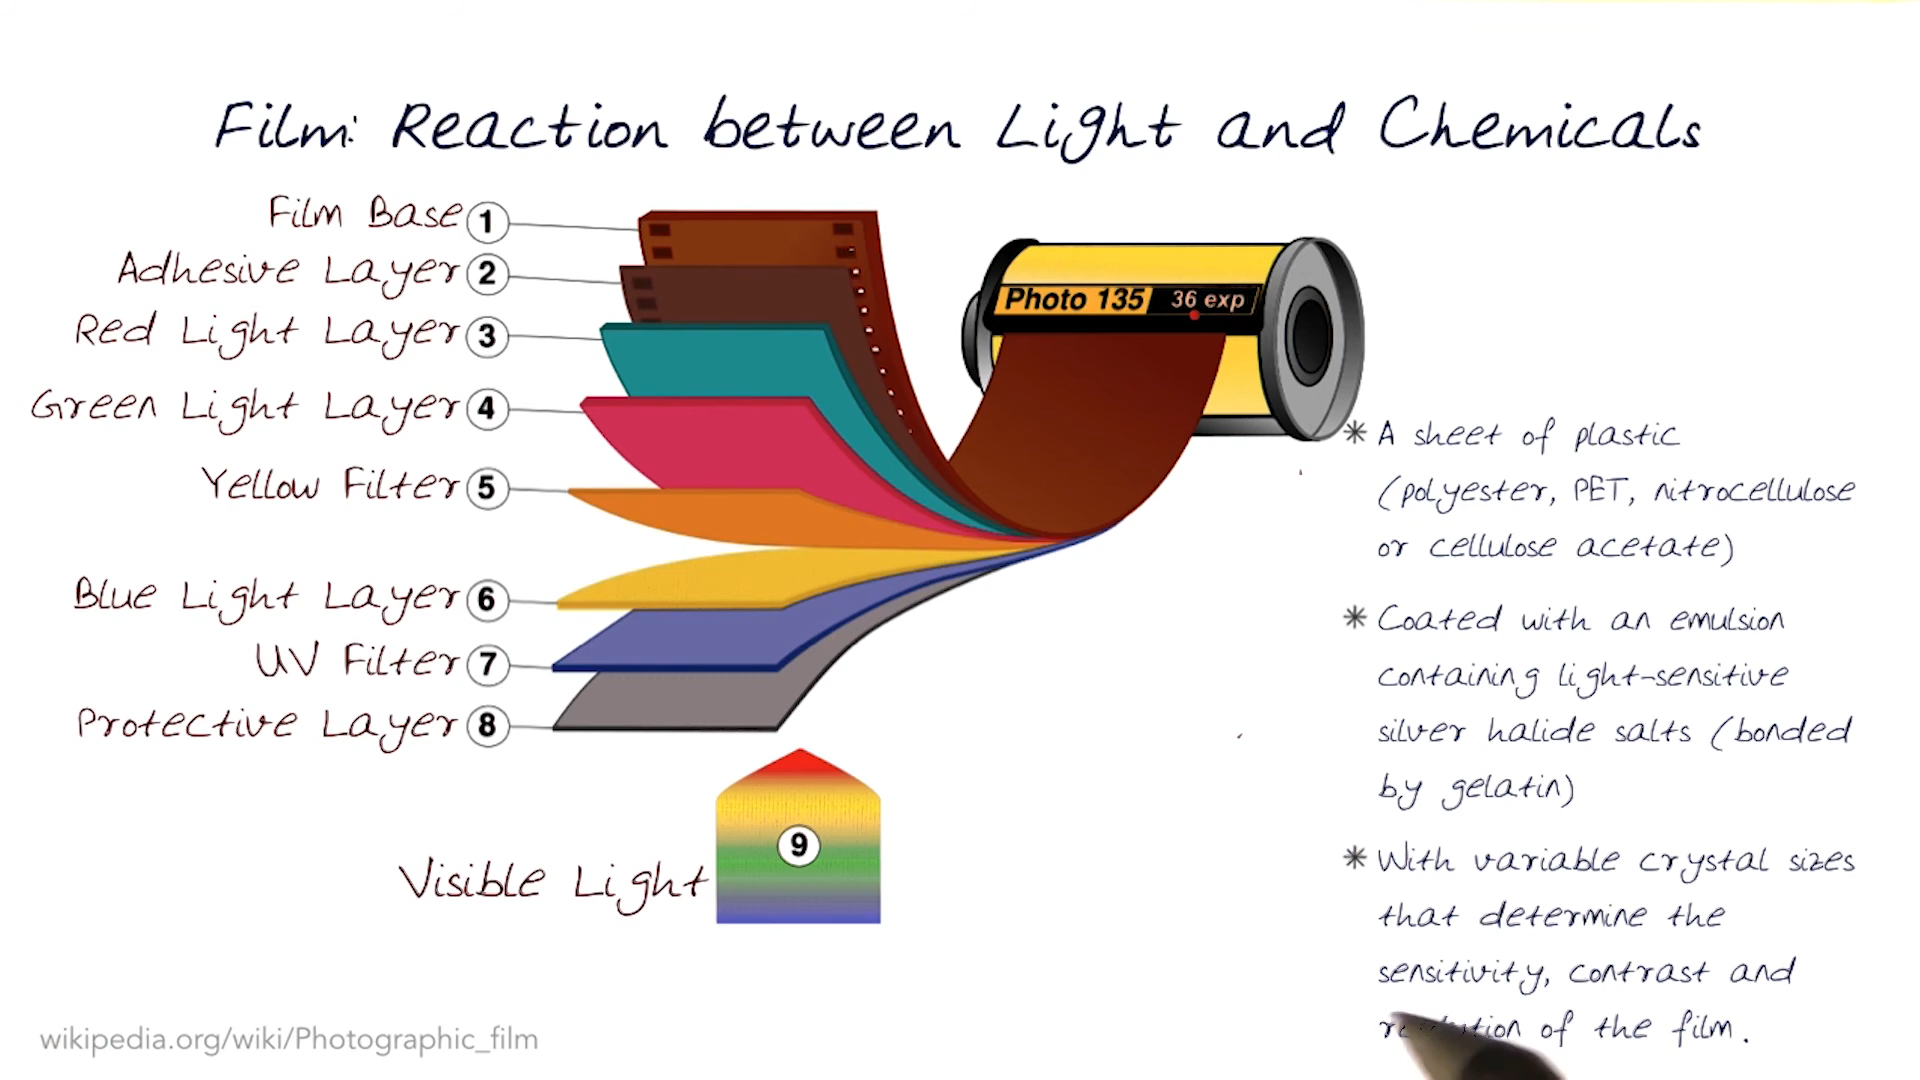 Film: Reaction between Light and Chemicals
Film Base 1
Adhesive Layer 2
Red Light Layer 3
Green Light Layer 4
Yellow Filter 5
Blue Light Layer 6
UV Filter 7
Protective Layer 8
Visible Light 9
Photo 135 36 exp
* A sheet of plastic
(polyester, PET, nitrocellulose
or cellulose acetate)
* Coated with an emulsion
containing light-sensitive
silver halide salts (bonded
by gelatin)
* With variable crystal sizes
that determine the
sensitivity, contrast and
of the film.
wikipedia.org/wiki/Photographic_film